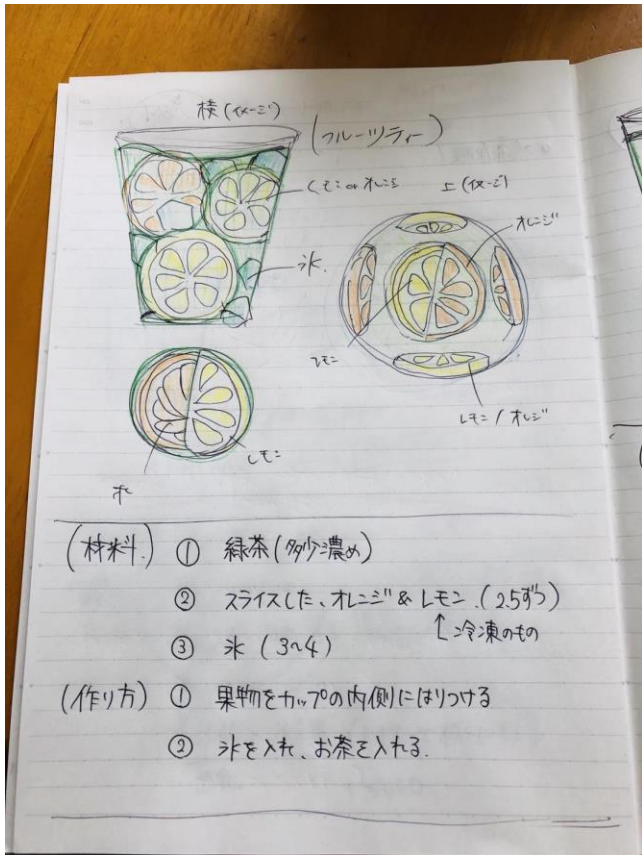 横(イメージ)
(フルーツティー)
レモン or オレンジ
上(イメージ)
オレンジ
氷.
レモン
レモン/オレンジ
レモン
(材料.) ① 緑茶(多少濃め)
② スライスした、オレンジ & レモン.(2.5ずつ)
↑冷凍のもの
③ 氷(3~4)
(作り方) ① 果物をカップの内側にはりつける
② 氷を入れ、お茶を入れる.